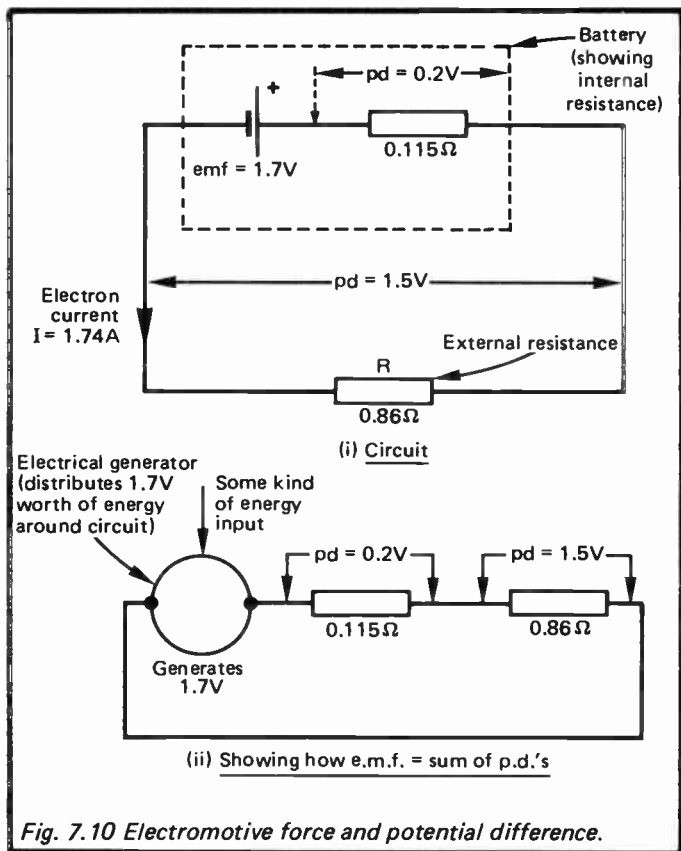 Battery
(showing
internal
resistance)
pd = 0.2V
+
0.115Ω
emf = 1.7V
pd = 1.5V
Electron
current
I = 1.74A
External resistance
R
0.86Ω
(i) Circuit
Electrical generator
(distributes 1.7V
worth of energy
around circuit)
Some kind
of energy
input
pd = 0.2V
pd = 1.5V
0.115Ω
0.86Ω
Generates
1.7V
(ii) Showing how e.m.f. = sum of p.d.'s
Fig. 7.10 Electromotive force and potential difference.